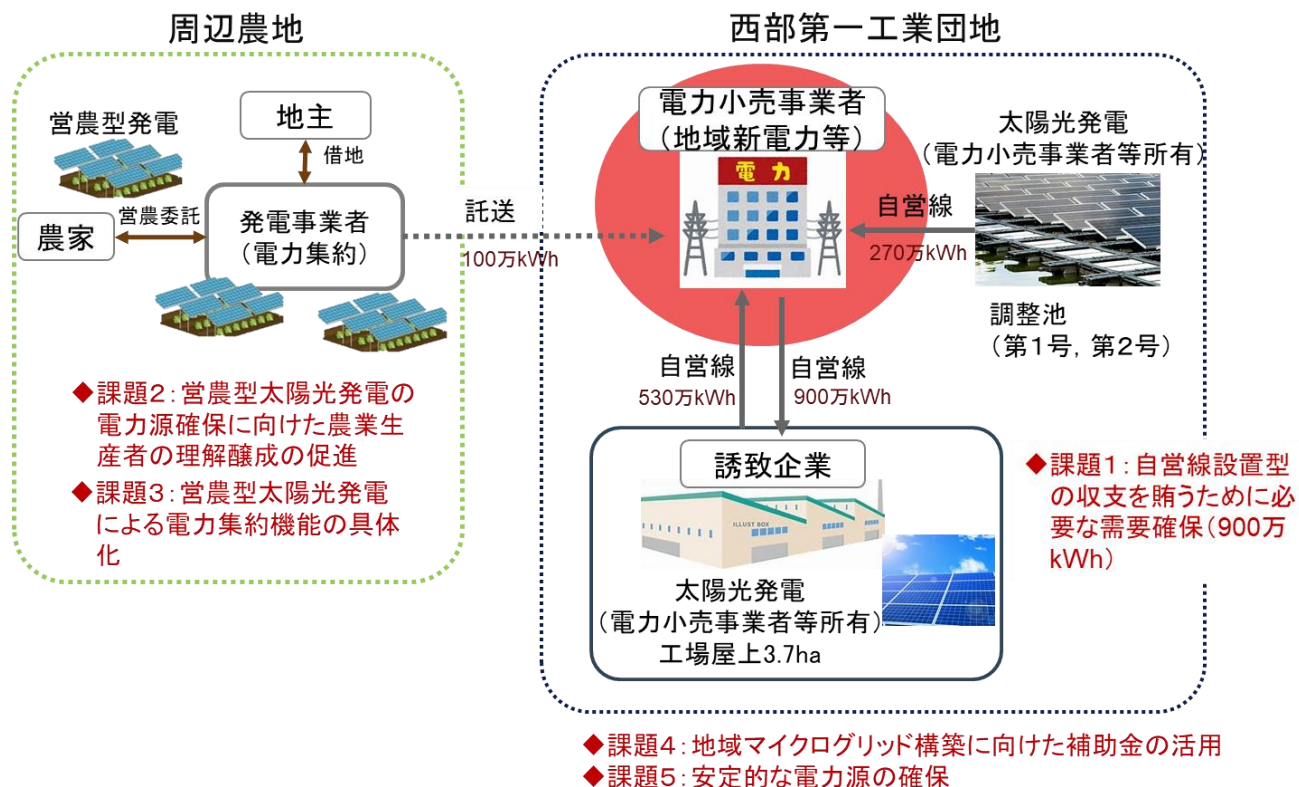 周辺農地
西部第一工業団地
営農型発電
地主
借地
農家
営農委託
発電事業者
（電力集約）
託送
100万kWh
電力小売事業者
（地域新電力等）
電力
自営線
270万kWh
太陽光発電
（電力小売事業者等所有）
調整池
（第１号，第２号）
自営線
530万kWh
自営線
900万kWh
誘致企業
ILLUST BOX
太陽光発電
（電力小売事業者等所有）
工場屋上3.7ha
◆課題２：営農型太陽光発電の
電力源確保に向けた農業生
産者の理解醸成の促進
◆課題３：営農型太陽光発電
による電力集約機能の具体
化
◆課題１：自営線設置型
の収支を賄うために必
要な需要確保（900万
kWh）
◆課題４：地域マイクログリッド構築に向けた補助金の活用
◆課題５：安定的な電力源の確保